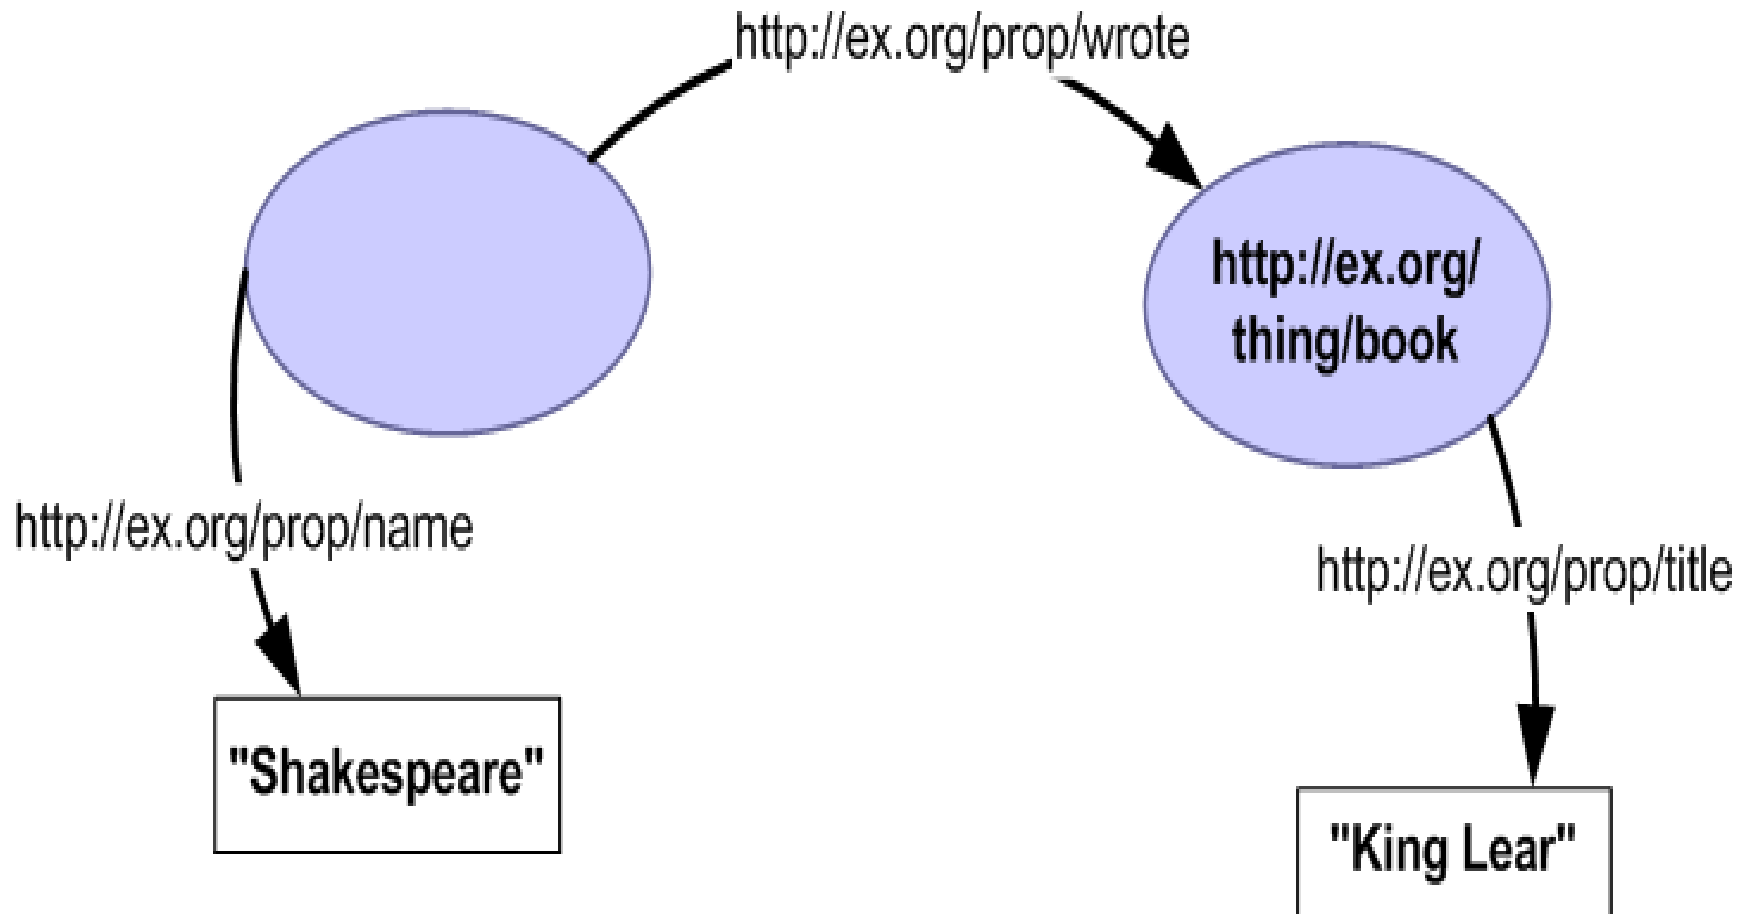 http://ex.org/prop/wrote
http://ex.org/
thing/book
http://ex.org/prop/name
http://ex.org/prop/title
"Shakespeare"
"King Lear"